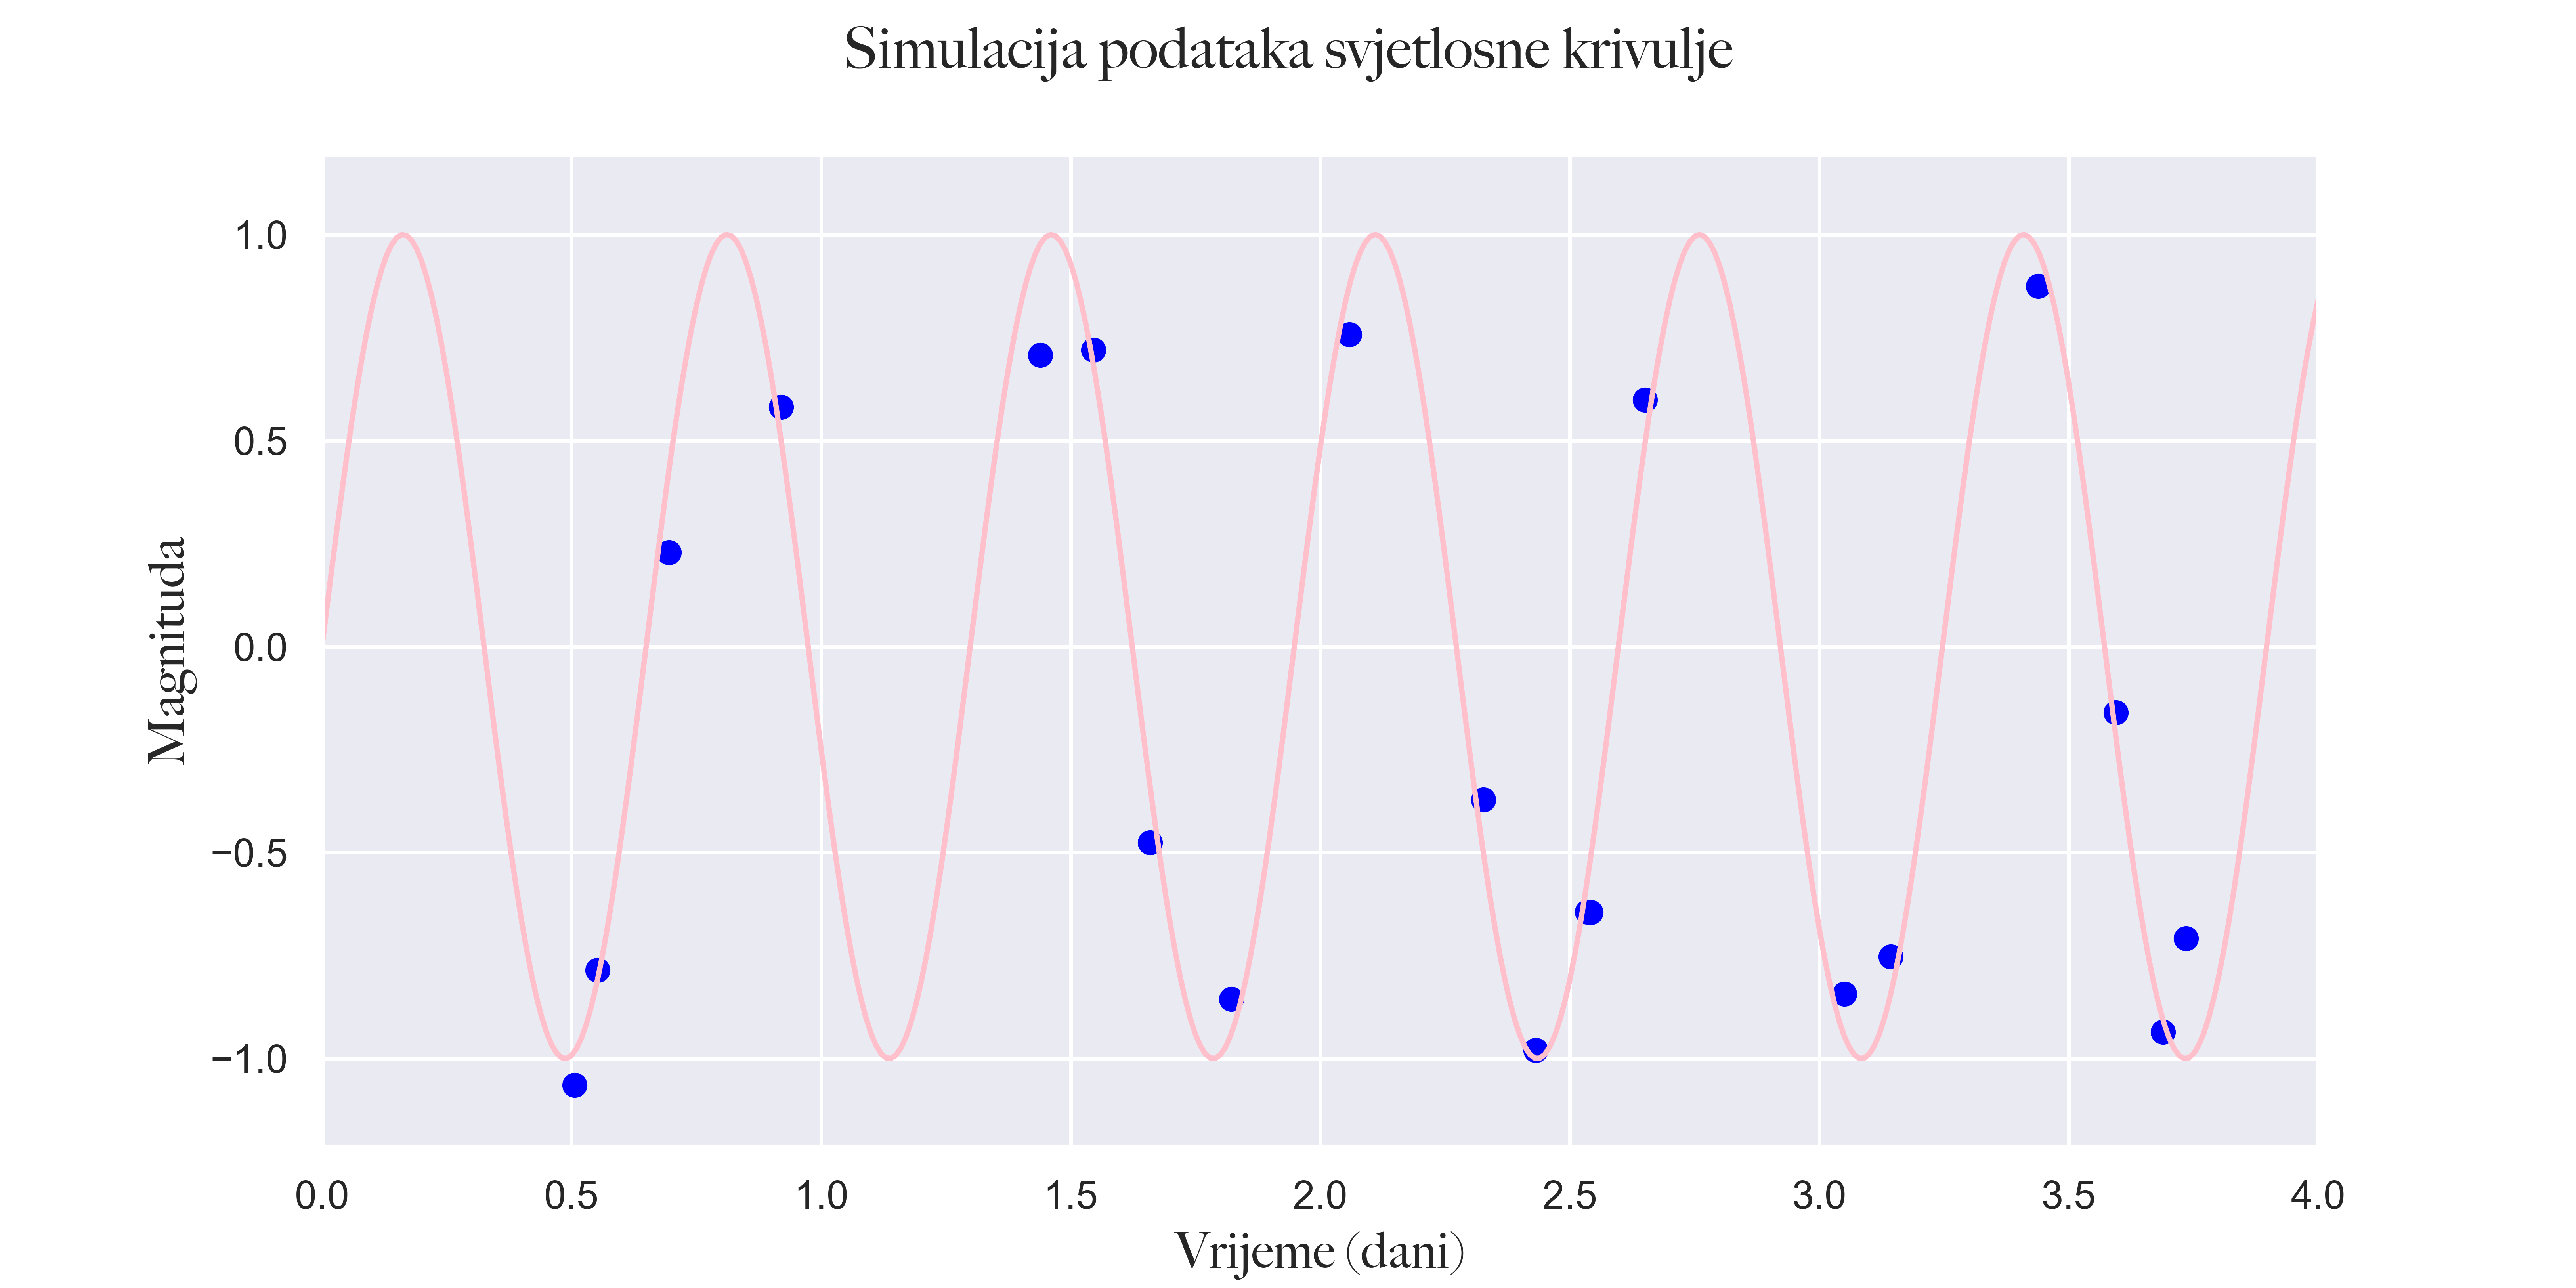 Simulacija podataka svjetlosne krivulje
Magnituda
1.0
0.5
0.0
−0.5
−1.0
0.0 0.5 1.0 1.5 2.0 2.5 3.0 3.5 4.0
Vrijeme (dani)